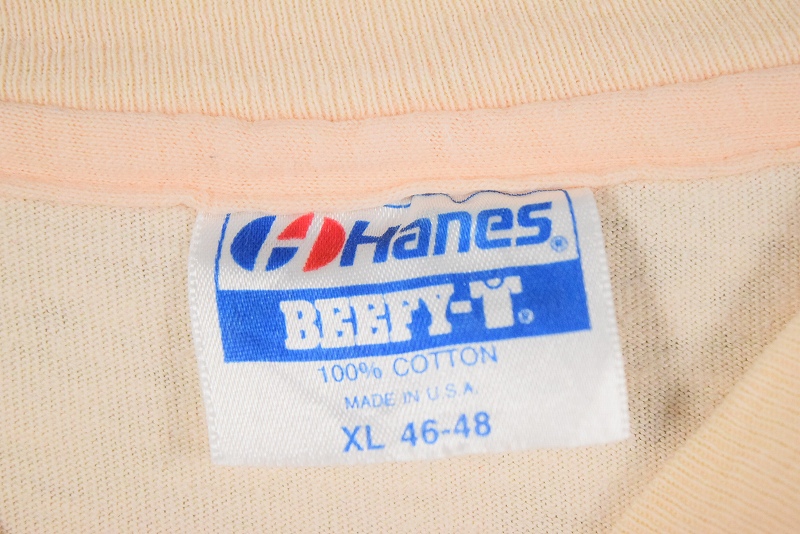 Hanes®
BEEFY-T®
100% COTTON
MADE IN U.S.A.
XL 46-48